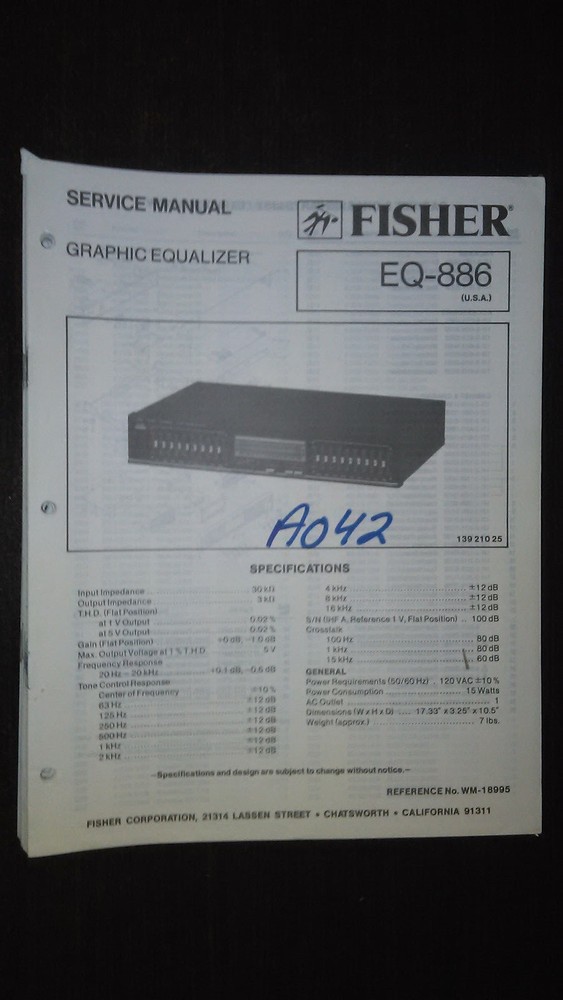 SERVICE MANUAL
FISHER®
GRAPHIC EQUALIZER
EQ-886
(U.S.A.)
A042
139 210 25
SPECIFICATIONS
Input Impedance ... 30 kΩ
Output Impedance ... 3 kΩ
T.H.D. (Flat Position)
at 1 V Output ... 0.02 %
at 5 V Output ... 0.02 %
Gain (Flat Position) ... +0 dB, -1.0 dB
Max. Output Voltage at 1 % T.H.D. 5 V
Frequency Response
20 Hz – 20 kHz ... +0.1 dB, -0.5 dB
Tone Control Response
Center of Frequency ... ±10 %
63 Hz ... ±12 dB
125 Hz ... ±12 dB
250 Hz ... ±12 dB
500 Hz ... ±12 dB
1 kHz ... ±12 dB
2 kHz ... ±12 dB
4 kHz ... ±12 dB
8 kHz ... ±12 dB
16 kHz ... ±12 dB
S/N (IHF A, Reference 1 V, Flat Position) .. 100 dB
Crosstalk
100 Hz ... 80 dB
1 kHz ... 80 dB
15 kHz ... 60 dB
GENERAL
Power Requirements (50/60 Hz) . 120 VAC ±10 %
Power Consumption ... 15 Watts
AC Outlet ... 1
Dimensions (W x H x D) .... 17.33" x 3.25" x 10.5"
Weight (approx.) ... 7 lbs.
—Specifications and design are subject to change without notice.—
REFERENCE No. WM-18995
FISHER CORPORATION, 21314 LASSEN STREET • CHATSWORTH • CALIFORNIA 91311